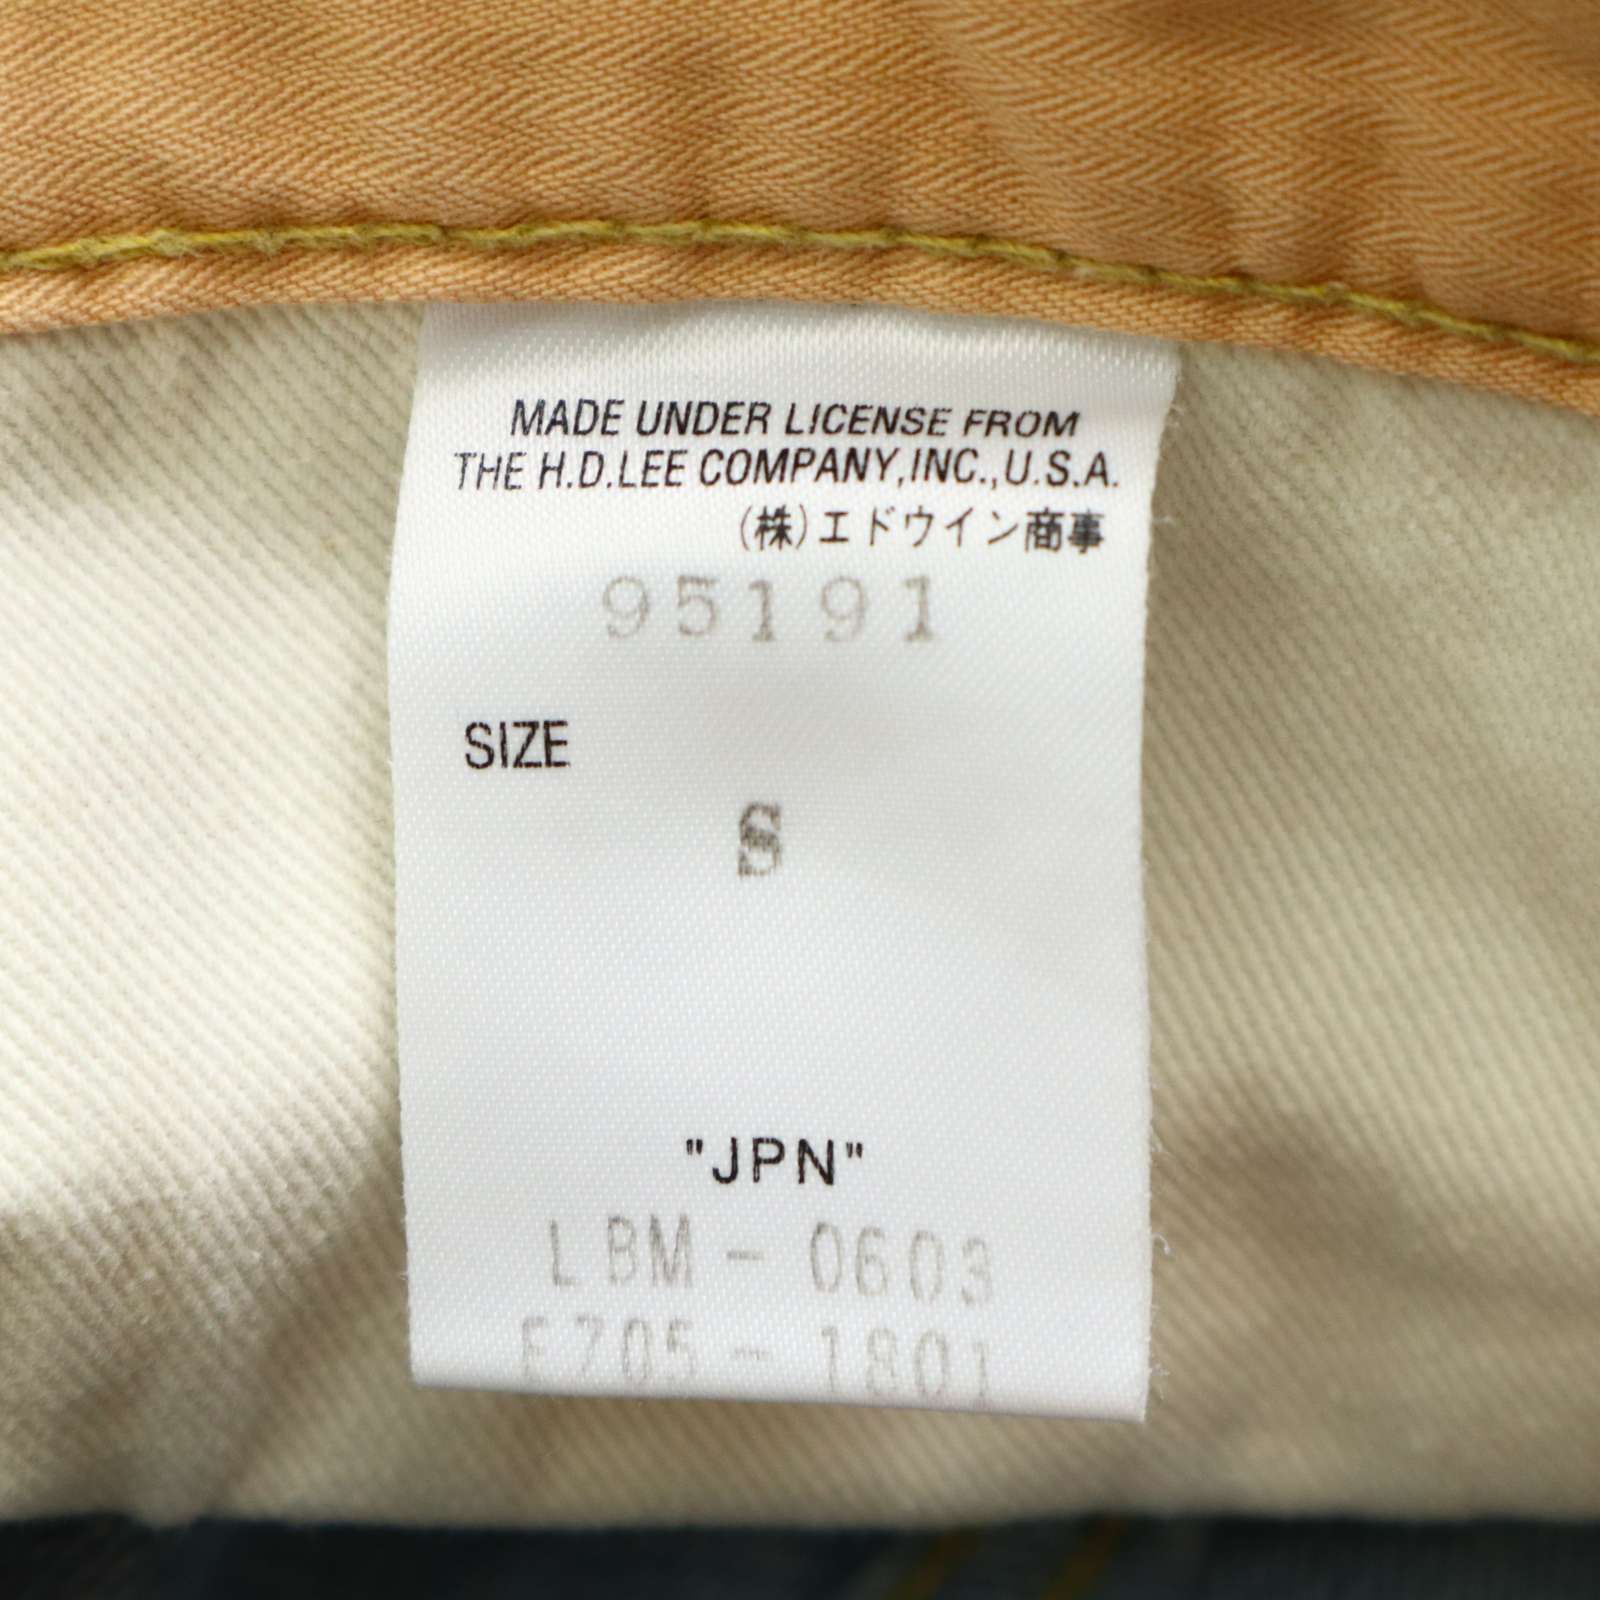 MADE UNDER LICENSE FROM
THE H.D.LEE COMPANY,INC.,U.S.A.
(株)エドウイン商事
95191
SIZE
S
"JPN"
LBM-0603
1801